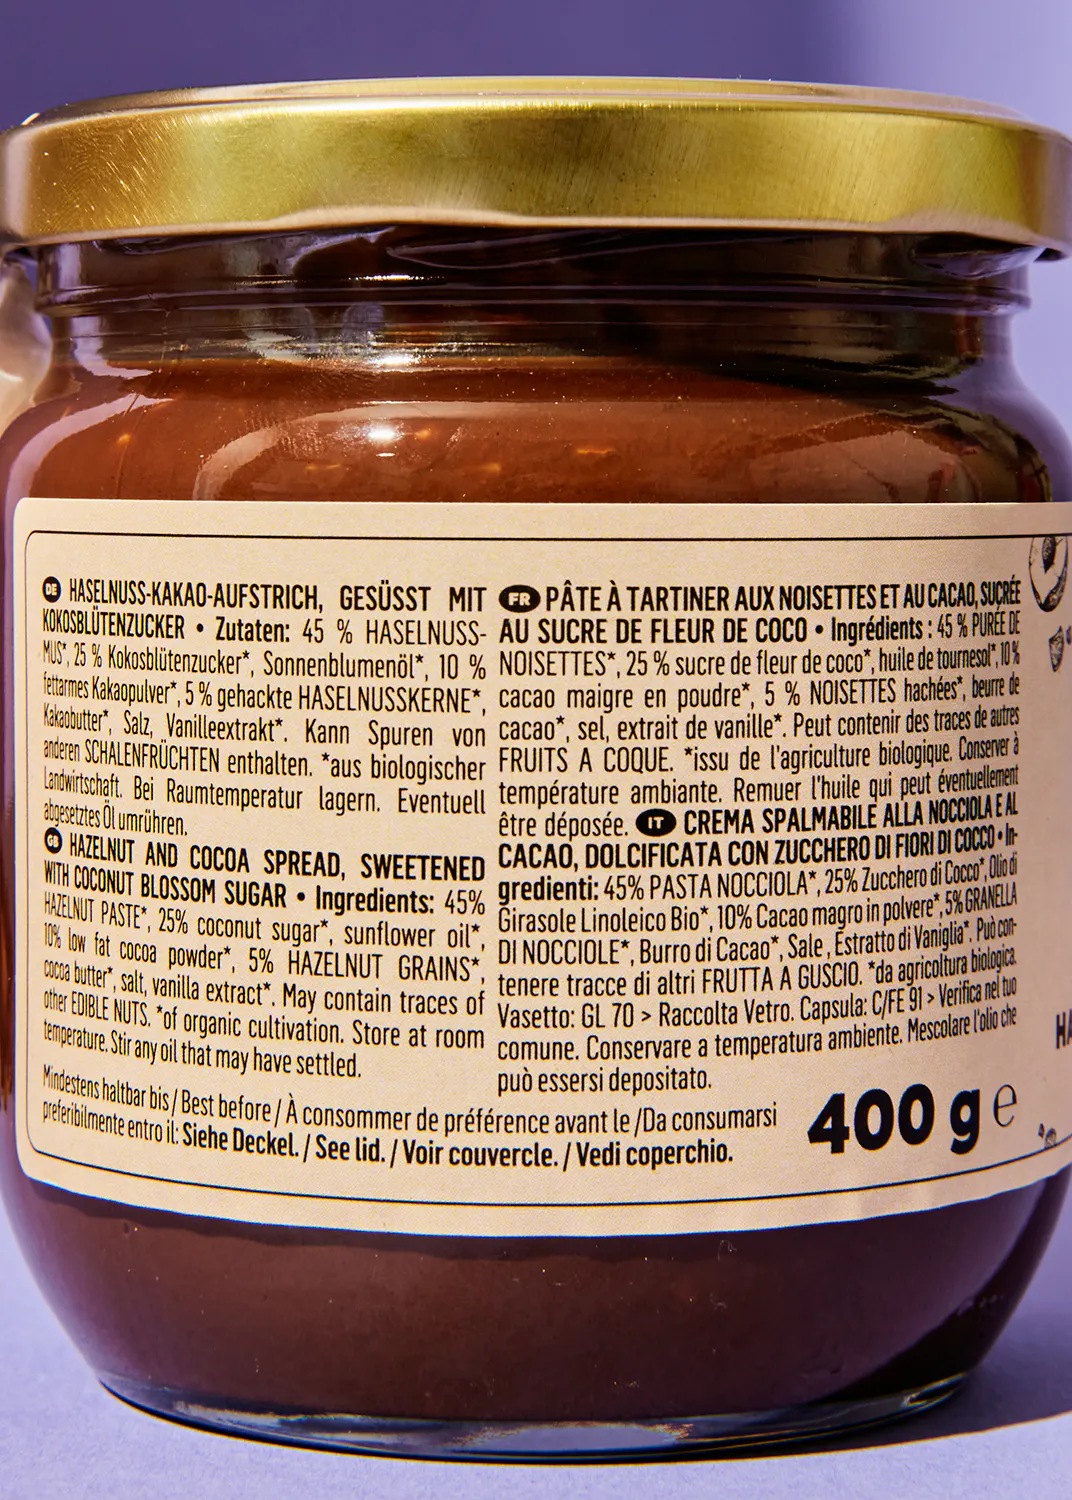 DE HASELNUSS-KAKAO-AUFSTRICH, GESÜSST MIT
KOKOSBLÜTENZUCKER • Zutaten: 45 % HASELNUSS-
MUS*, 25 % Kokosblütenzucker*, Sonnenblumenöl*, 10 %
fettarmes Kakaopulver*, 5 % gehackte HASELNUSSKERNE*,
Kakaobutter*, Salz, Vanilleextrakt*. Kann Spuren von
anderen SCHALENFRÜCHTEN enthalten. *aus biologischer
Landwirtschaft. Bei Raumtemperatur lagern. Eventuell
abgesetztes Öl umrühren.
GB HAZELNUT AND COCOA SPREAD, SWEETENED
WITH COCONUT BLOSSOM SUGAR • Ingredients: 45%
HAZELNUT PASTE*, 25% coconut sugar*, sunflower oil*,
10% low fat cocoa powder*, 5% HAZELNUT GRAINS*,
cocoa butter*, salt, vanilla extract*. May contain traces of
other EDIBLE NUTS. *of organic cultivation. Store at room
temperature. Stir any oil that may have settled.
FR PÂTE À TARTINER AUX NOISETTES ET AU CACAO, SUCRÉE
AU SUCRE DE FLEUR DE COCO • Ingrédients : 45 % PURÉE DE
NOISETTES*, 25 % sucre de fleur de coco*, huile de tournesol*, 10 %
cacao maigre en poudre*, 5 % NOISETTES hachées*, beurre de
cacao*, sel, extrait de vanille*. Peut contenir des traces de autres
FRUITS A COQUE. *issu de l'agriculture biologique. Conserver à
température ambiante. Remuer l'huile qui peut éventuellement
être déposée. IT CREMA SPALMABILE ALLA NOCCIOLA E AL
CACAO, DOLCIFICATA CON ZUCCHERO DI FIORI DI COCCO • In-
gredienti: 45% PASTA NOCCIOLA*, 25% Zucchero di Cocco*, Olio di
Girasole Linoleico Bio*, 10% Cacao magro in polvere*, 5% GRANELLA
DI NOCCIOLE*, Burro di Cacao*, Sale , Estratto di Vaniglia*. Può con-
tenere tracce di altri FRUTTA A GUSCIO. *da agricoltura biologica.
Vasetto: GL 70 > Raccolta Vetro. Capsula: C/FE 91 > Verifica nel tuo
comune. Conservare a temperatura ambiente. Mescolare l'olio che
può essersi depositato.
Mindestens haltbar bis / Best before / À consommer de préférence avant le /Da consumarsi
preferibilmente entro il: Siehe Deckel. / See lid. / Voir couvercle. / Vedi coperchio.
400 g e
HA